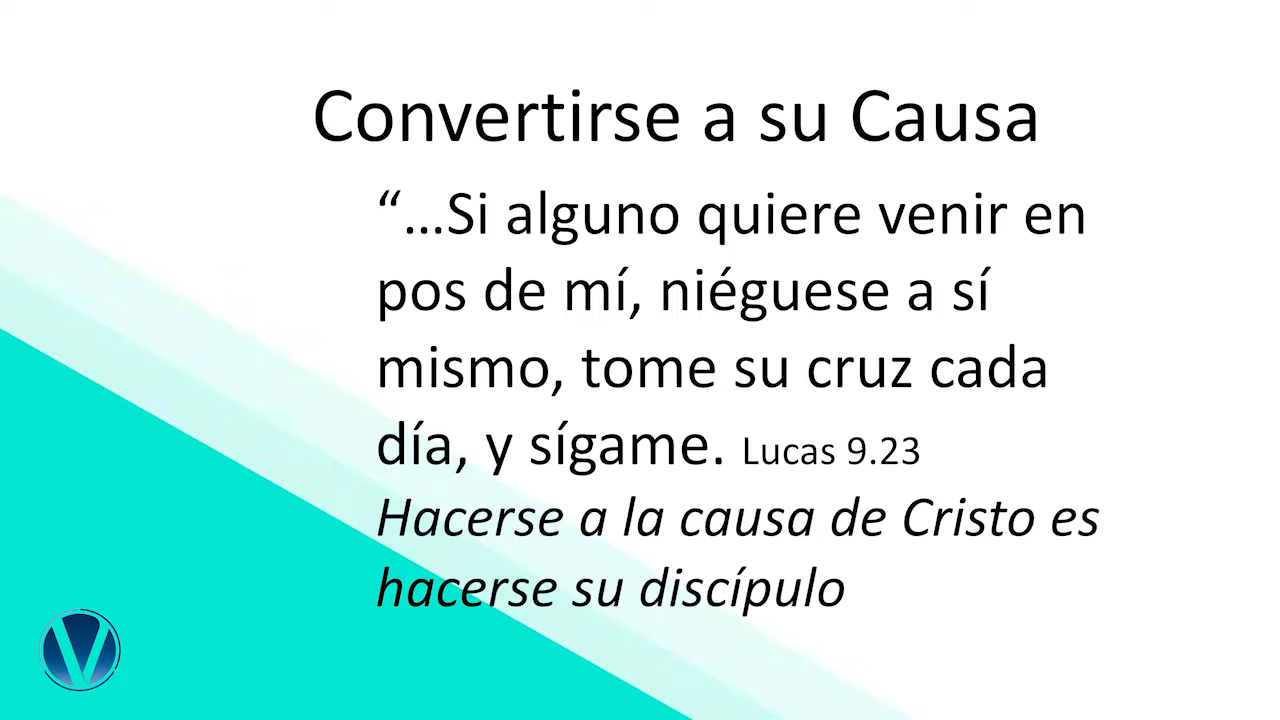 Convertirse a su Causa
“…Si alguno quiere venir en
pos de mí, niéguese a sí
mismo, tome su cruz cada
día, y sígame. Lucas 9.23
Hacerse a la causa de Cristo es
hacerse su discípulo
V